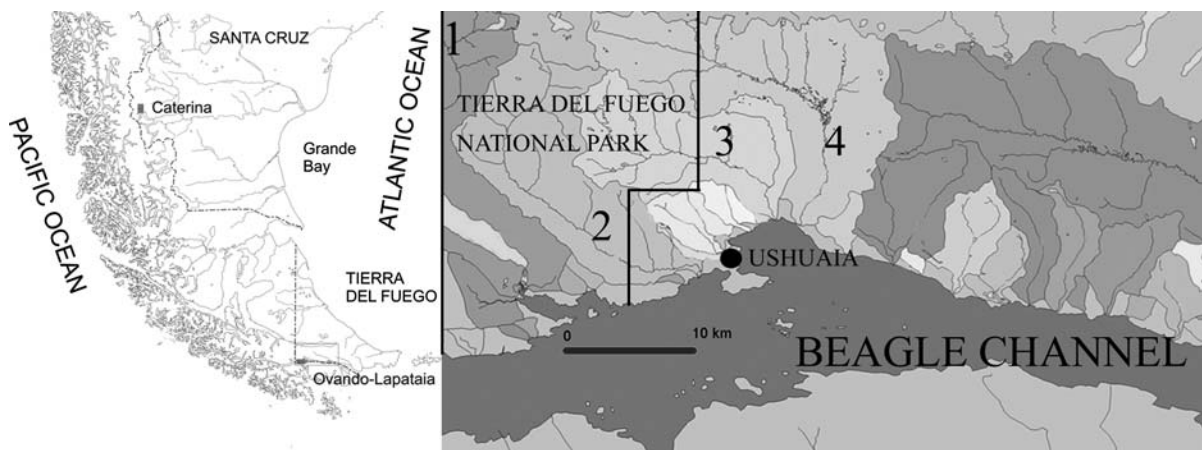 SANTA CRUZ
Caterina
PACIFIC OCEAN
Grande
Bay
ATLANTIC OCEAN
TIERRA
DEL FUEGO
Ovando-Lapataia
1
TIERRA DEL FUEGO
NATIONAL PARK
3
4
2
USHUAIA
0
10 km
BEAGLE CHANNEL